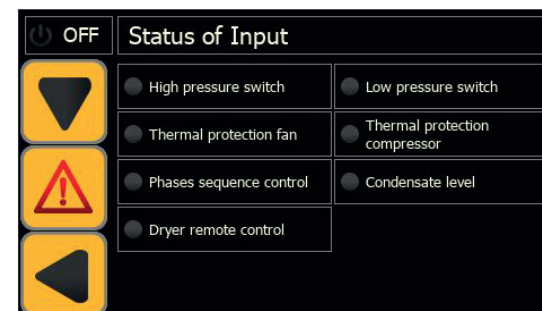 OFF
Status of Input
High pressure switch
Low pressure switch
Thermal protection fan
Thermal protection
compressor
Phases sequence control
Condensate level
Dryer remote control